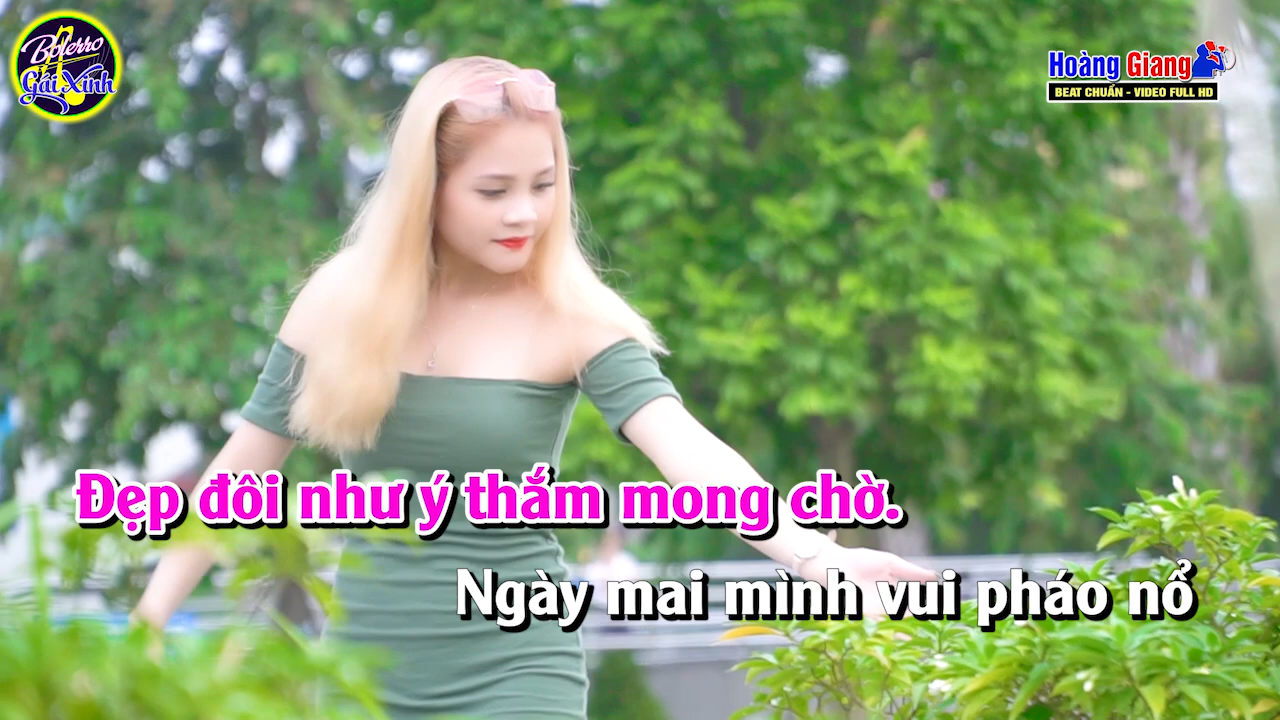 Bolerro
Gái Xinh
Hoàng Giang
BEAT CHUẨN - VIDEO FULL HD
Đẹp đôi như ý thắm mong chờ.
Ngày mai mình vui pháo nổ